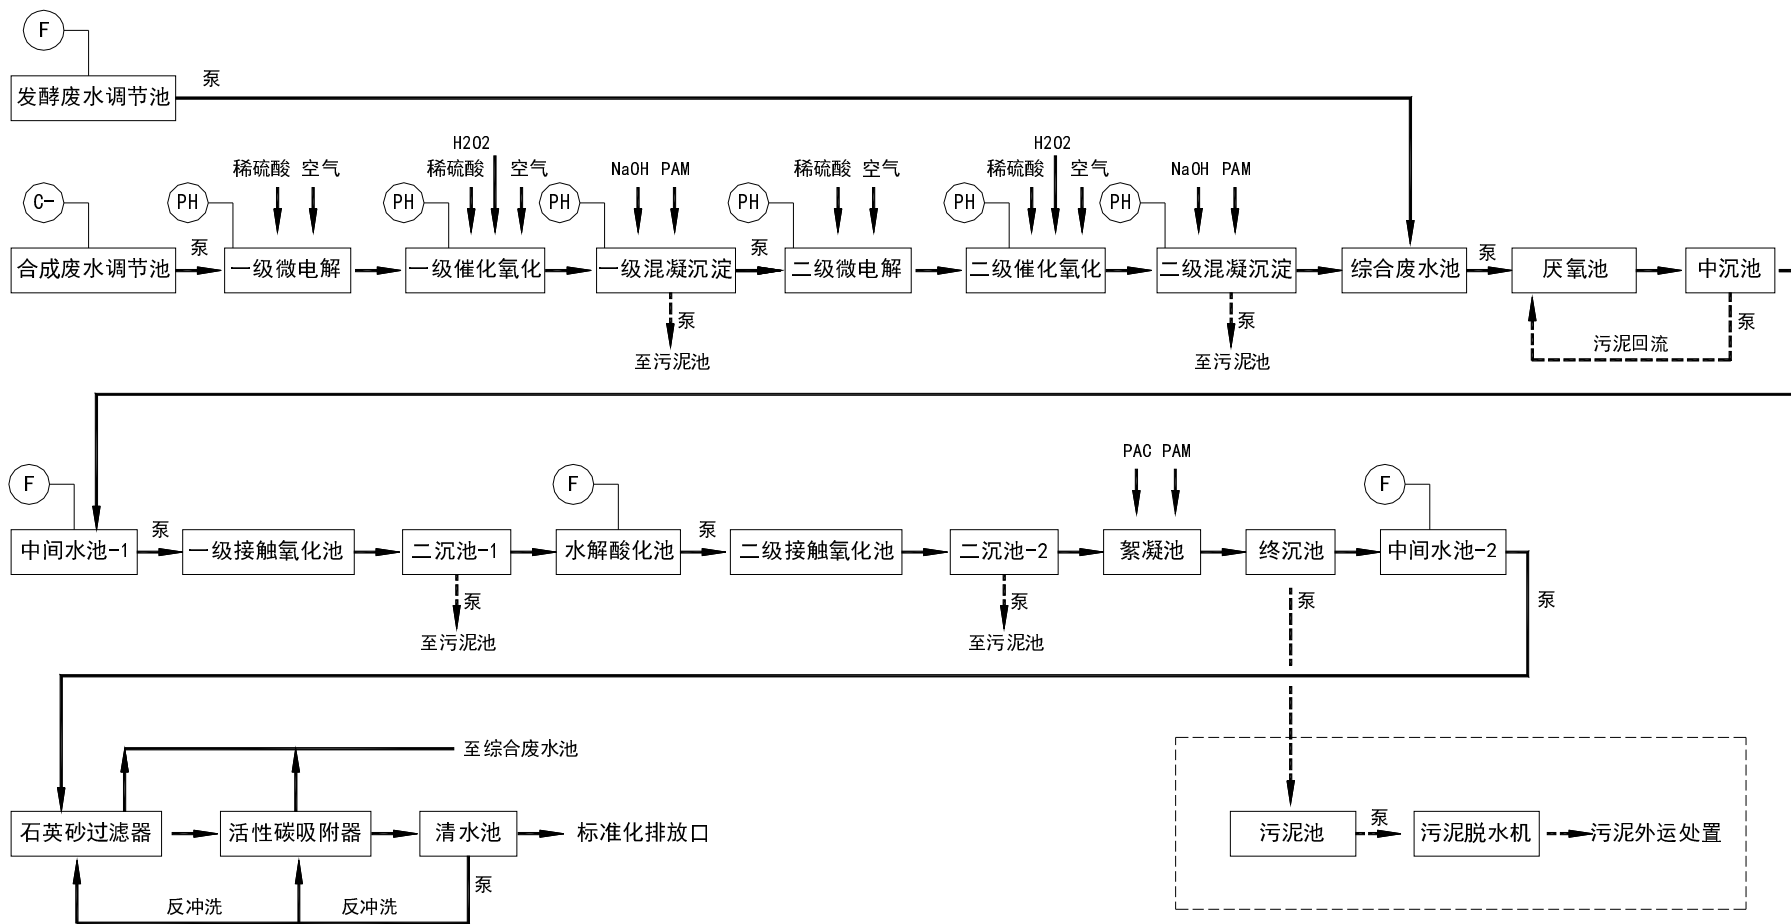 F
泵
发酵废水调节池
H2O2
H2O2
稀硫酸 空气
稀硫酸
空气
NaOH PAM
稀硫酸 空气
稀硫酸
空气
NaOH PAM
C-
PH
PH
PH
PH
PH
PH
合成废水调节池
泵
一级微电解
一级催化氧化
一级混凝沉淀
泵
二级微电解
二级催化氧化
二级混凝沉淀
综合废水池
泵
厌氧池
中沉池
泵
至污泥池
泵
至污泥池
污泥回流
泵
PAC PAM
F
F
F
中间水池-1
泵
一级接触氧化池
二沉池-1
水解酸化池
泵
二级接触氧化池
二沉池-2
絮凝池
终沉池
中间水池-2
泵
至污泥池
泵
至污泥池
泵
泵
至综合废水池
石英砂过滤器
活性碳吸附器
清水池
标准化排放口
污泥池
泵
污泥脱水机
污泥外运处置
泵
反冲洗
反冲洗